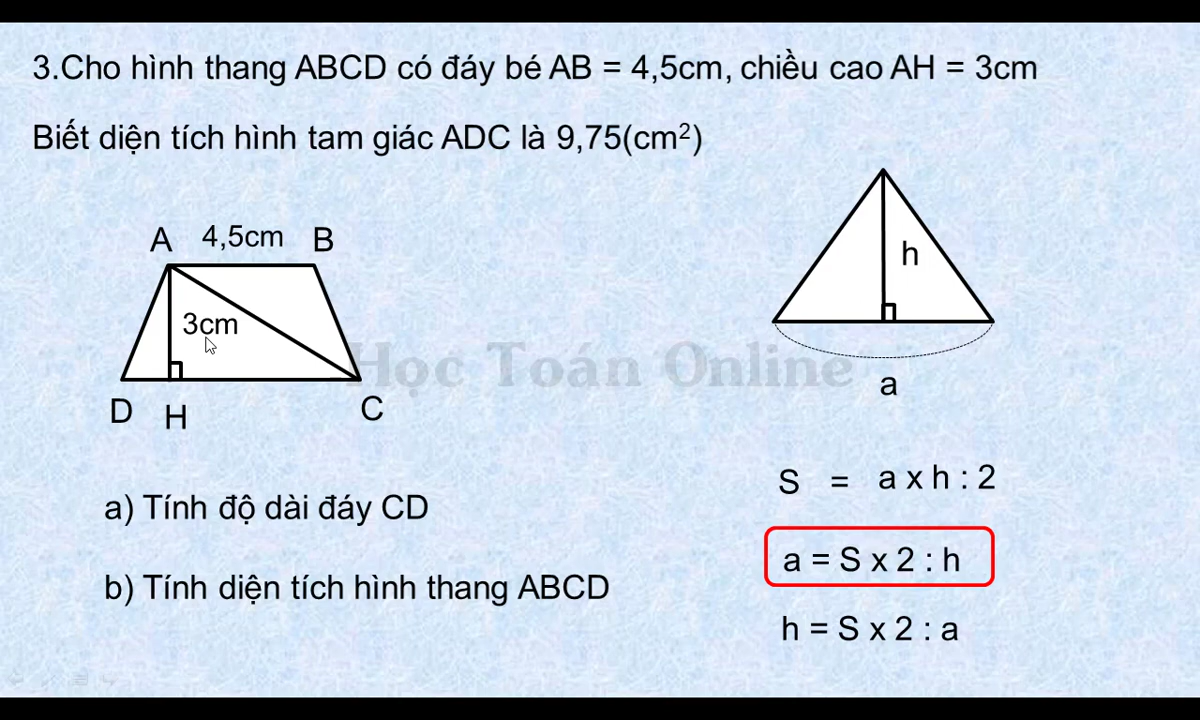 3.Cho hình thang ABCD có đáy bé AB = 4,5cm, chiều cao AH = 3cm
Biết diện tích hình tam giác ADC là 9,75(cm²)
A 4,5cm B
3cm
D H C
h
a
Học Toán Online
a) Tính độ dài đáy CD
b) Tính diện tích hình thang ABCD
S = a x h : 2
a = S x 2 : h
h = S x 2 : a